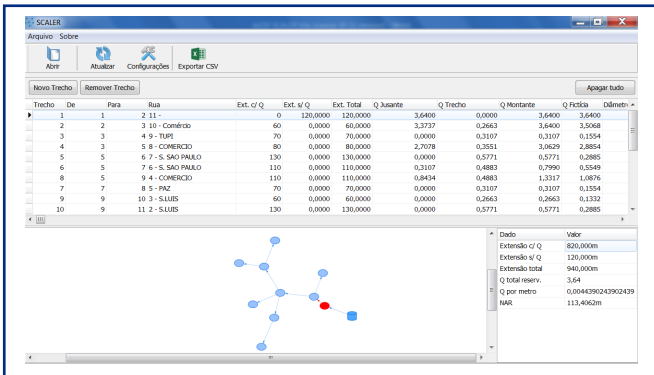 SCALER
Arquivo Sobre
Abrir Atualizar Configurações Exportar CSV
Novo Trecho Remover Trecho Apagar tudo
Trecho De Para Rua Ext. c/ Q Ext. s/ Q Ext. Total Q Jusante Q Trecho Q Montante Q Fictícia Diâmetr
1 1 2 11 - 0 120,0000 120,0000 3,6400 0,0000 3,6400 3,6400
2 2 3 10 - Comércio 60 0,0000 60,0000 3,3737 0,2663 3,6400 3,5068
3 3 4 9 - TUPI 70 0,0000 70,0000 0,0000 0,3107 0,3107 0,1554
4 3 5 8 - COMERCIO 80 0,0000 80,0000 2,7078 0,3551 3,0629 2,8854
5 5 6 7 - S. SAO PAULO 130 0,0000 130,0000 0,0000 0,5771 0,5771 0,2885
6 5 7 6 - S. SAO PAULO 110 0,0000 110,0000 0,3107 0,4883 0,7990 0,5549
8 5 9 4 - COMERCIO 110 0,0000 110,0000 0,8434 0,4883 1,3317 1,0876
7 7 8 5 - PAZ 70 0,0000 70,0000 0,0000 0,3107 0,3107 0,1554
9 9 10 3 - S.LUIS 60 0,0000 60,0000 0,0000 0,2663 0,2663 0,1332
10 9 11 2 - S.LUIS 130 0,0000 130,0000 0,0000 0,5771 0,5771 0,2885
Dado Valor
Extensão c/ Q 820,000m
Extensão s/ Q 120,000m
Extensão total 940,000m
Q total reserv. 3,64
Q por metro 0,0044390243902439
NAR 113,4062m